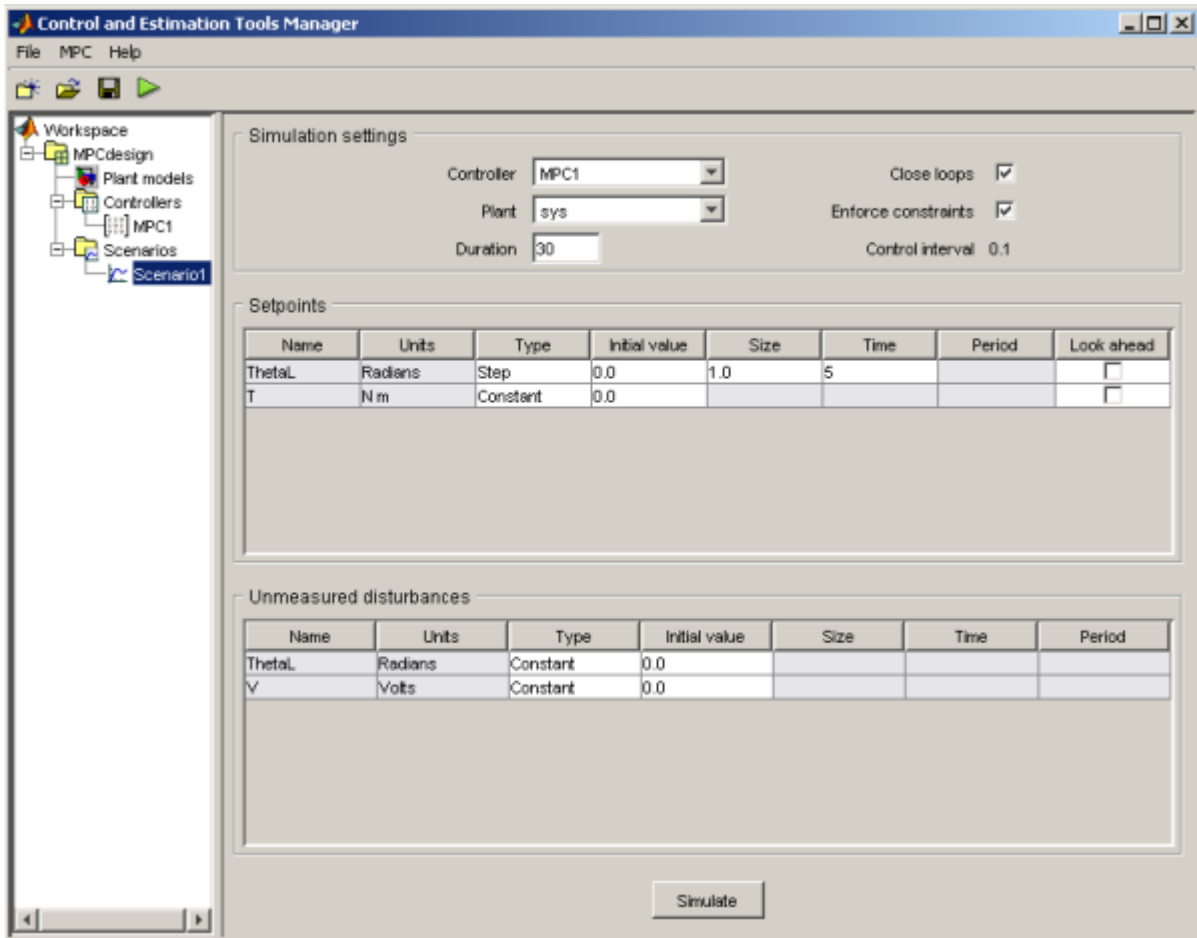 Control and Estimation Tools Manager
File MPC Help
Workspace
MPCdesign
Plant models
Controllers
MPC1
Scenarios
Scenario1
Simulation settings
Controller MPC1 Close loops
Plant sys Enforce constraints
Duration 30 Control interval 0.1
Setpoints
Name Units Type Initial value Size Time Period Look ahead
ThetaL Radians Step 0.0 1.0 5
T N m Constant 0.0
Unmeasured disturbances
Name Units Type Initial value Size Time Period
ThetaL Radians Constant 0.0
V Volts Constant 0.0
Simulate